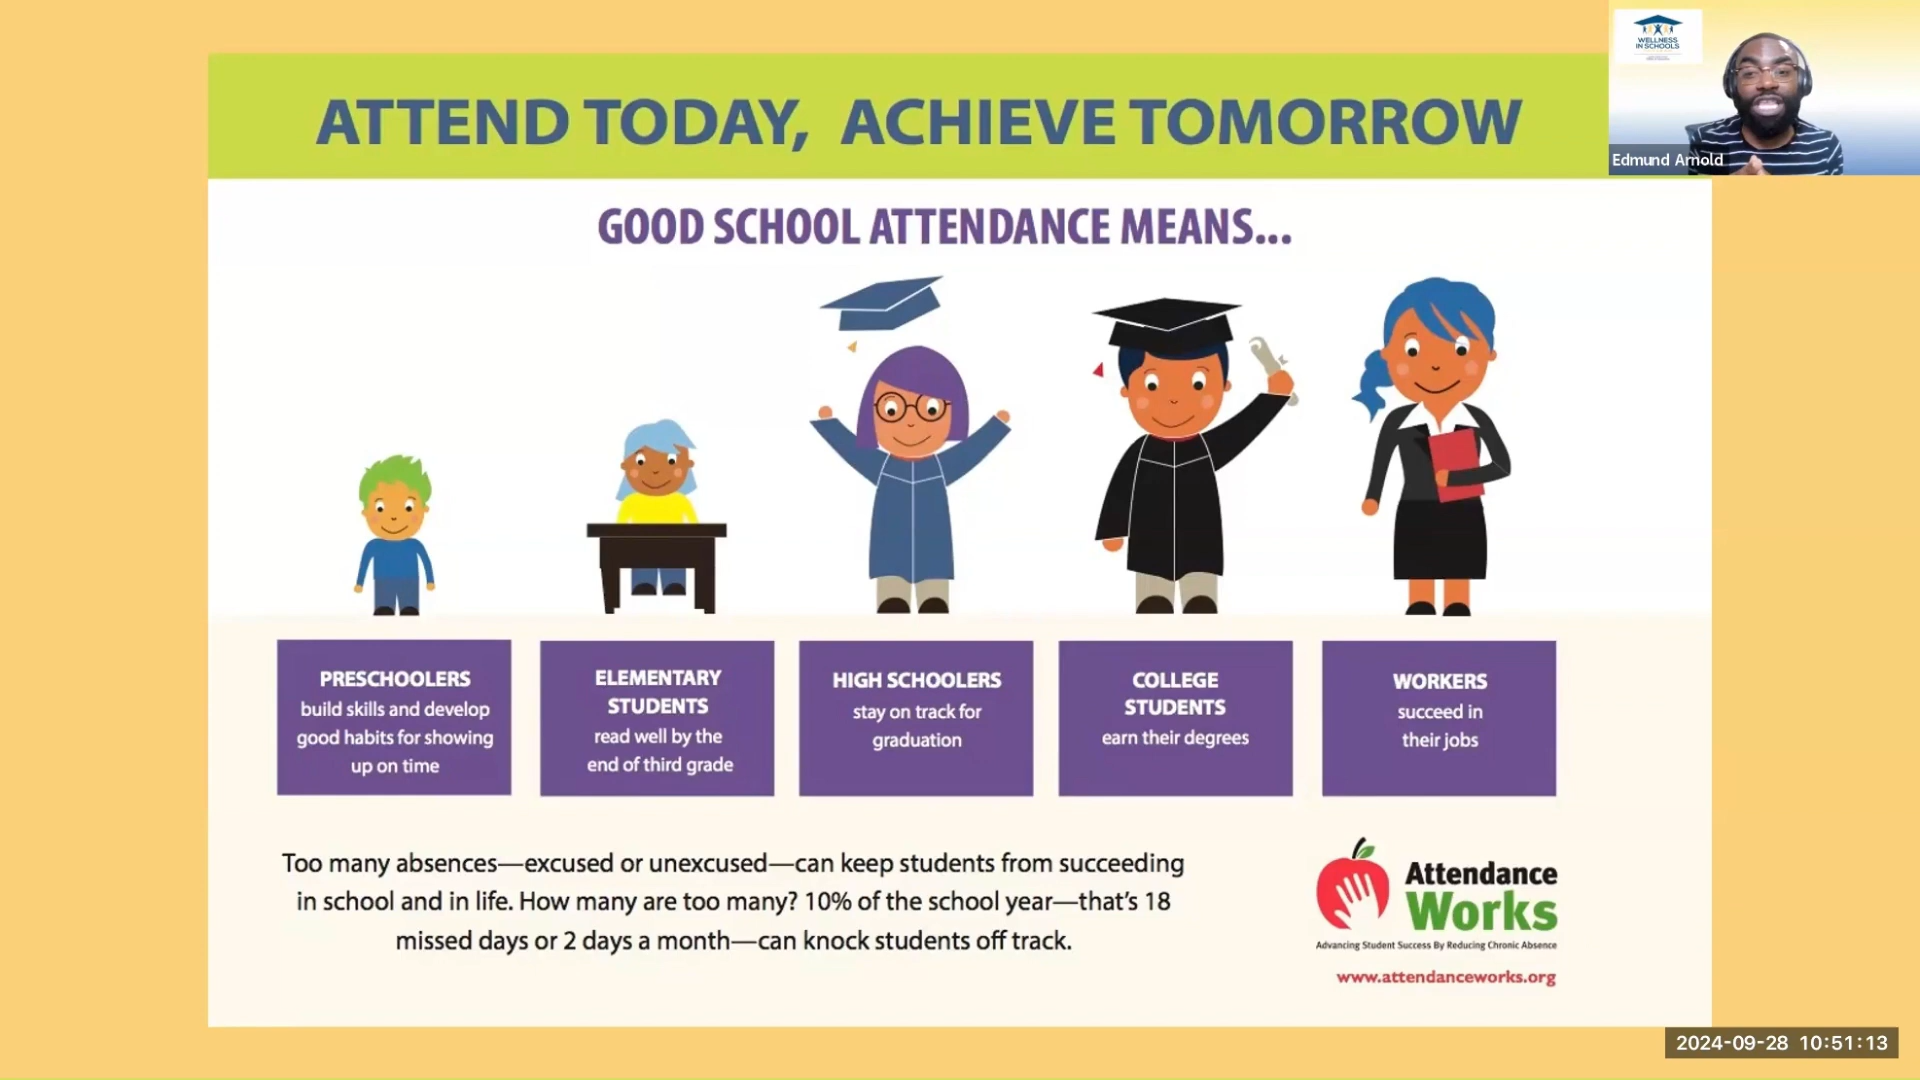 ATTEND TODAY, ACHIEVE TOMORROW
WELLNESS
IN SCHOOLS
Edmund Arnold
GOOD SCHOOL ATTENDANCE MEANS...
PRESCHOOLERS
build skills and develop
good habits for showing
up on time
ELEMENTARY
STUDENTS
read well by the
end of third grade
HIGH SCHOOLERS
stay on track for
graduation
COLLEGE
STUDENTS
earn their degrees
WORKERS
succeed in
their jobs
Too many absences—excused or unexcused—can keep students from succeeding
in school and in life. How many are too many? 10% of the school year—that's 18
missed days or 2 days a month—can knock students off track.
Attendance
Works
Advancing Student Success By Reducing Chronic Absence
www.attendanceworks.org
2024-09-28 10:51:13